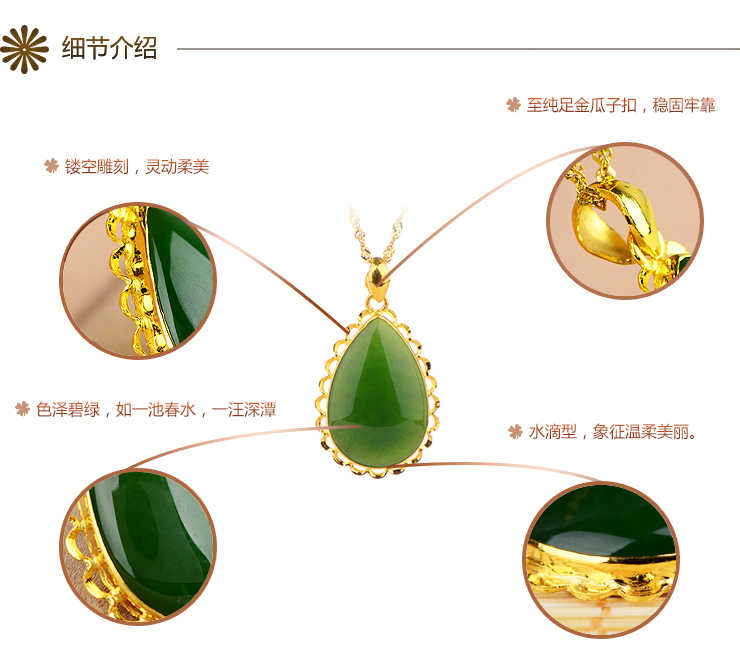 细节介绍
至纯足金瓜子扣，稳固牢靠
镂空雕刻，灵动柔美
色泽碧绿，如一池春水，一汪深潭
水滴型，象征温柔美丽。